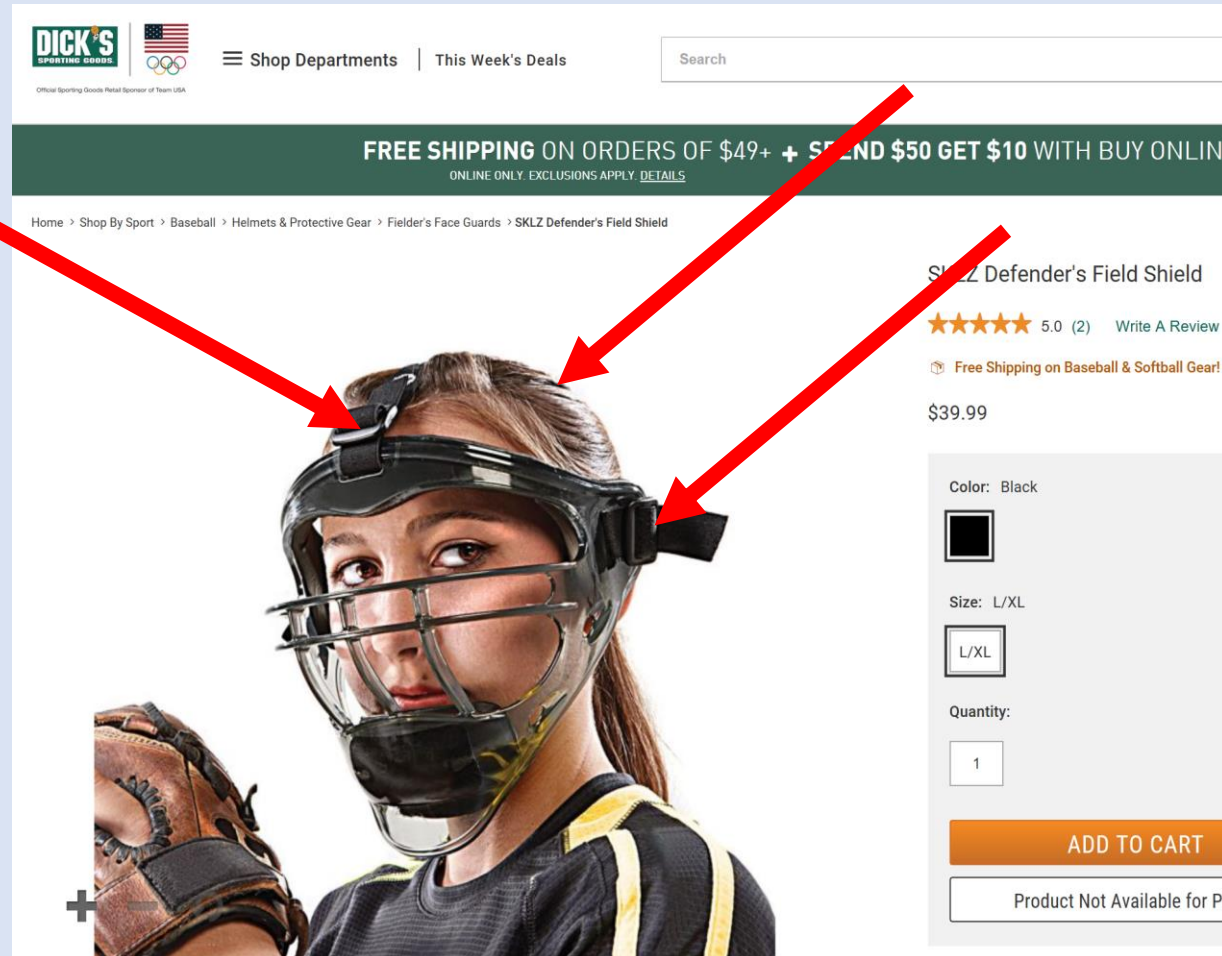 DICK'S
SPORTING GOODS
Official Sporting Goods Retail Sponsor of Team USA
Shop Departments
This Week's Deals
Search
FREE SHIPPING ON ORDERS OF $49+ + SPEND $50 GET $10 WITH BUY ONLIN
ONLINE ONLY. EXCLUSIONS APPLY. DETAILS
Home > Shop By Sport > Baseball > Helmets & Protective Gear > Fielder's Face Guards > SKLZ Defender's Field Shield
SKLZ Defender's Field Shield
5.0 (2) Write A Review
Free Shipping on Baseball & Softball Gear!
$39.99
Color: Black
Size: L/XL
L/XL
Quantity:
1
ADD TO CART
Product Not Available for P